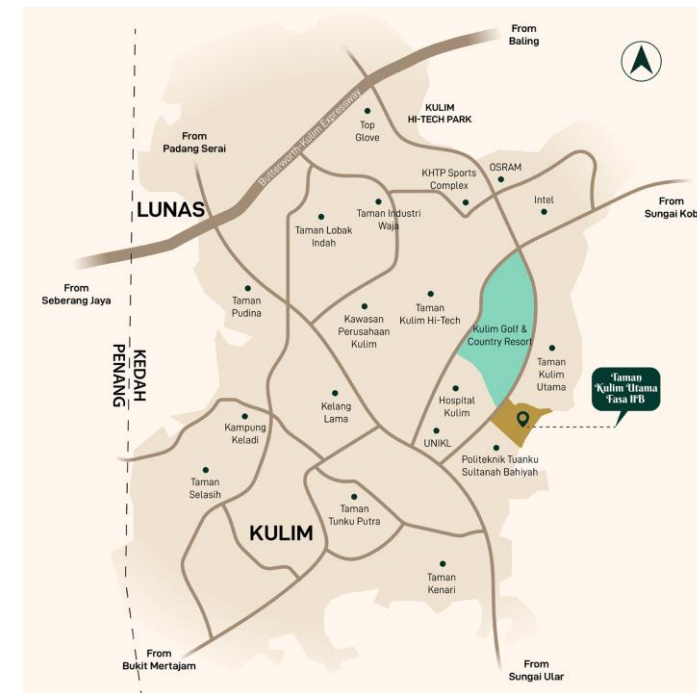 From
Baling
KULIM
HI-TECH PARK
Top
Glove
From
Padang Serai
Butterworth-Kulim Expressway
OSRAM
KHTP Sports
Complex
Intel
From
Sungai Kob
LUNAS
Taman Industri
Waja
Taman Lobak
Indah
From
Seberang Jaya
Taman
Pudina
Kawasan
Perusahaan
Kulim
Taman
Kulim Hi-Tech
Kulim Golf &
Country Resort
Taman
Kulim
Utama
KEDAH
PENANG
Taman
Kulim Utama
Fasa IIB
Kelang
Lama
Hospital
Kulim
Kampung
Keladi
UNIKL
Politeknik Tuanku
Sultanah Bahiyah
Taman
Selasih
KULIM
Taman
Tunku Putra
Taman
Kenari
From
Bukit Mertajam
From
Sungai Ular